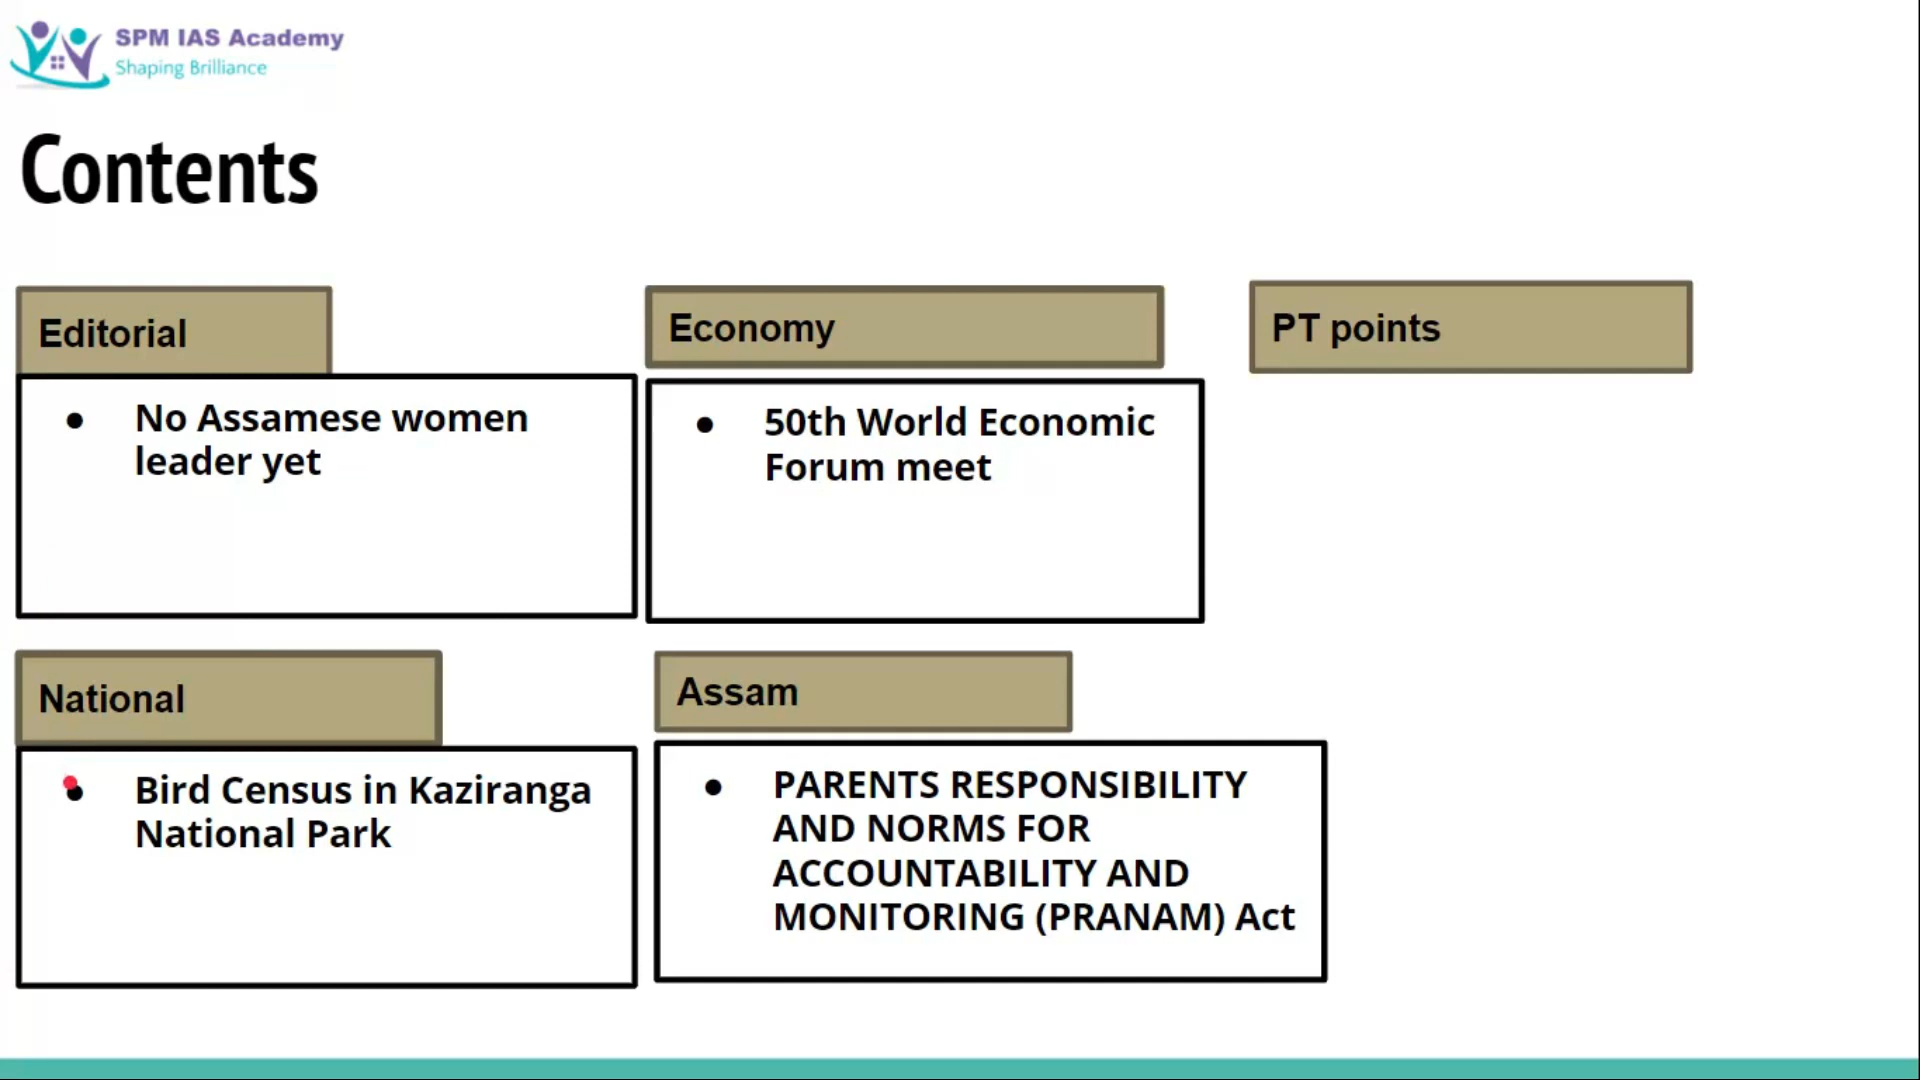 SPM IAS Academy
Shaping Brilliance
Contents
Editorial
● No Assamese women
leader yet
Economy
● 50th World Economic
Forum meet
PT points
National
● Bird Census in Kaziranga
National Park
Assam
● PARENTS RESPONSIBILITY
AND NORMS FOR
ACCOUNTABILITY AND
MONITORING (PRANAM) Act